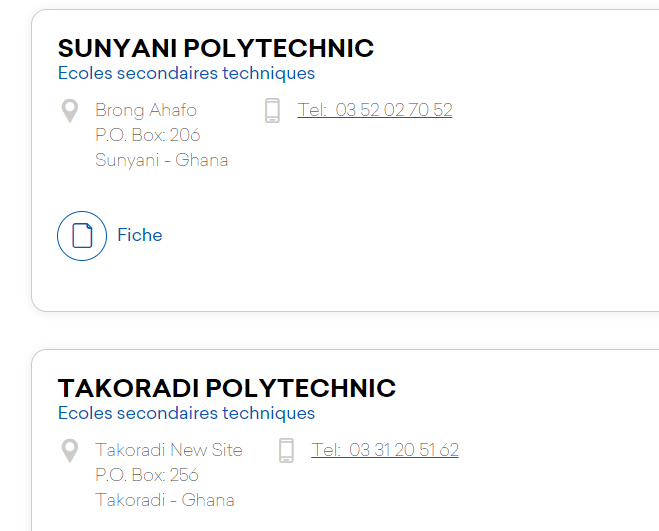 SUNYANI POLYTECHNIC
Ecoles secondaires techniques
Brong Ahafo
Tel: 03 52 02 70 52
P.O. Box: 206
Sunyani - Ghana
Fiche
TAKORADI POLYTECHNIC
Ecoles secondaires techniques
Takoradi New Site
Tel: 03 31 20 51 62
P.O. Box: 256
Takoradi - Ghana